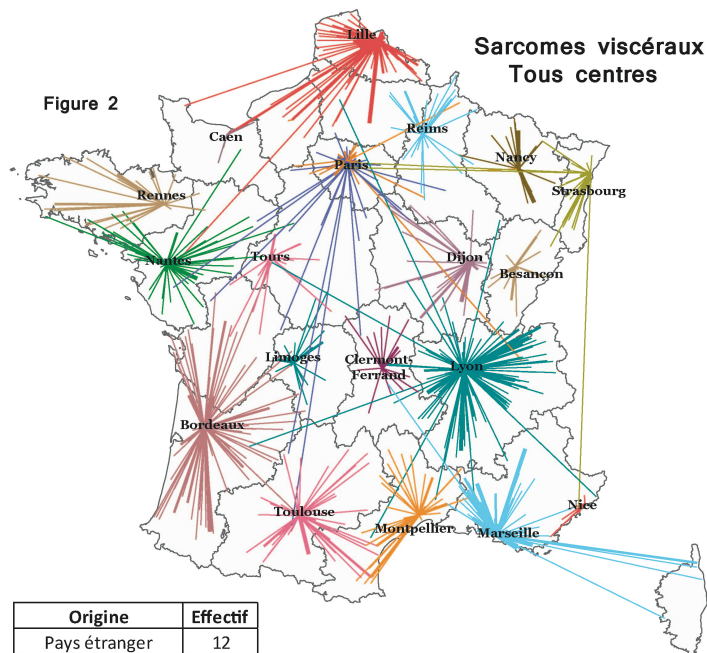 Lille
Sarcomes viscéraux
Tous centres
Figure 2
Caen
Reims
Paris
Nancy
Strasbourg
Rennes
Nantes
Tours
Dijon
Besançon
Limoges
Clermont-
Ferrand
Lyon
Bordeaux
Toulouse
Montpellier
Marseille
Nice
Origine Effectif
Pays étranger 12